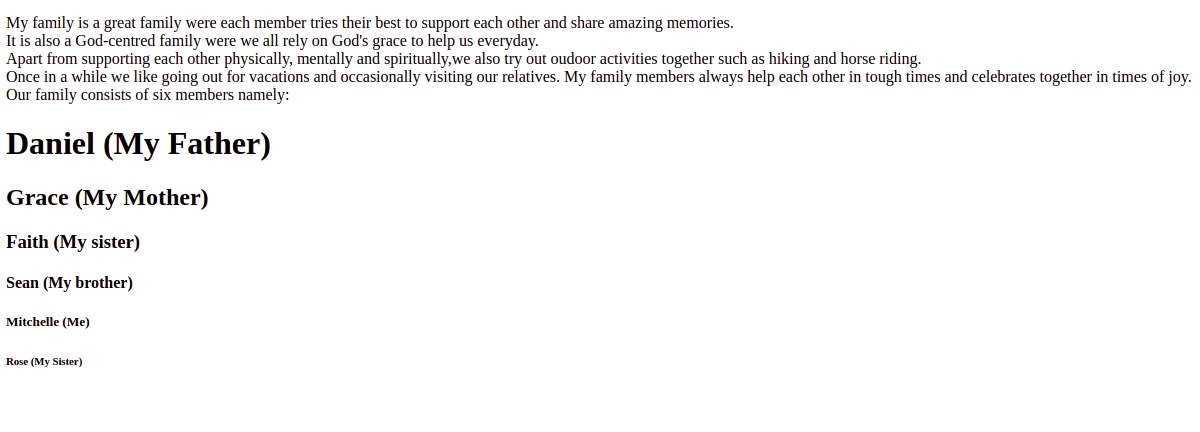 My family is a great family were each member tries their best to support each other and share amazing memories.
It is also a God-centred family were we all rely on God's grace to help us everyday.
Apart from supporting each other physically, mentally and spiritually,we also try out oudoor activities together such as hiking and horse riding.
Once in a while we like going out for vacations and occasionally visiting our relatives. My family members always help each other in tough times and celebrates together in times of joy.
Our family consists of six members namely:
Daniel (My Father)
Grace (My Mother)
Faith (My sister)
Sean (My brother)
Mitchelle (Me)
Rose (My Sister)